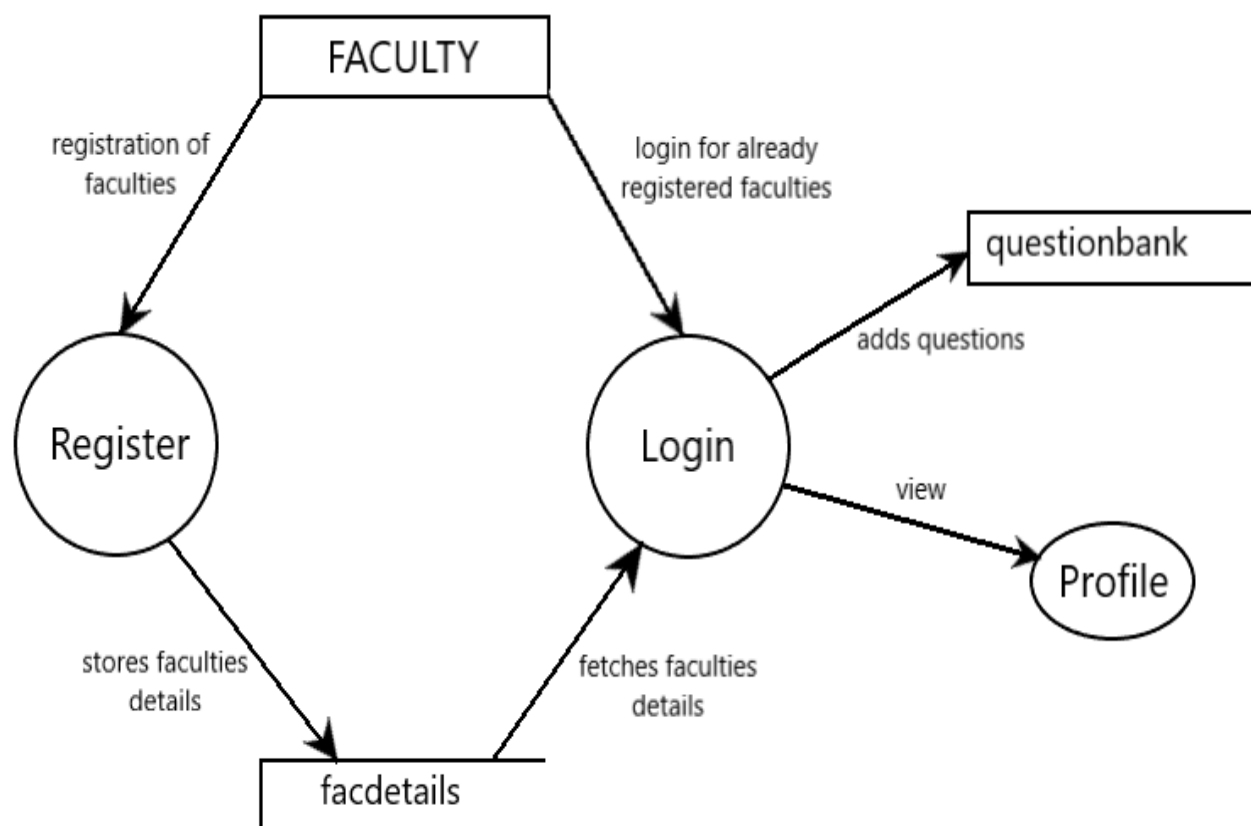 FACULTY
registration of
faculties
login for already
registered faculties
questionbank
adds questions
Register
Login
view
Profile
stores faculties
details
fetches faculties
details
facdetails